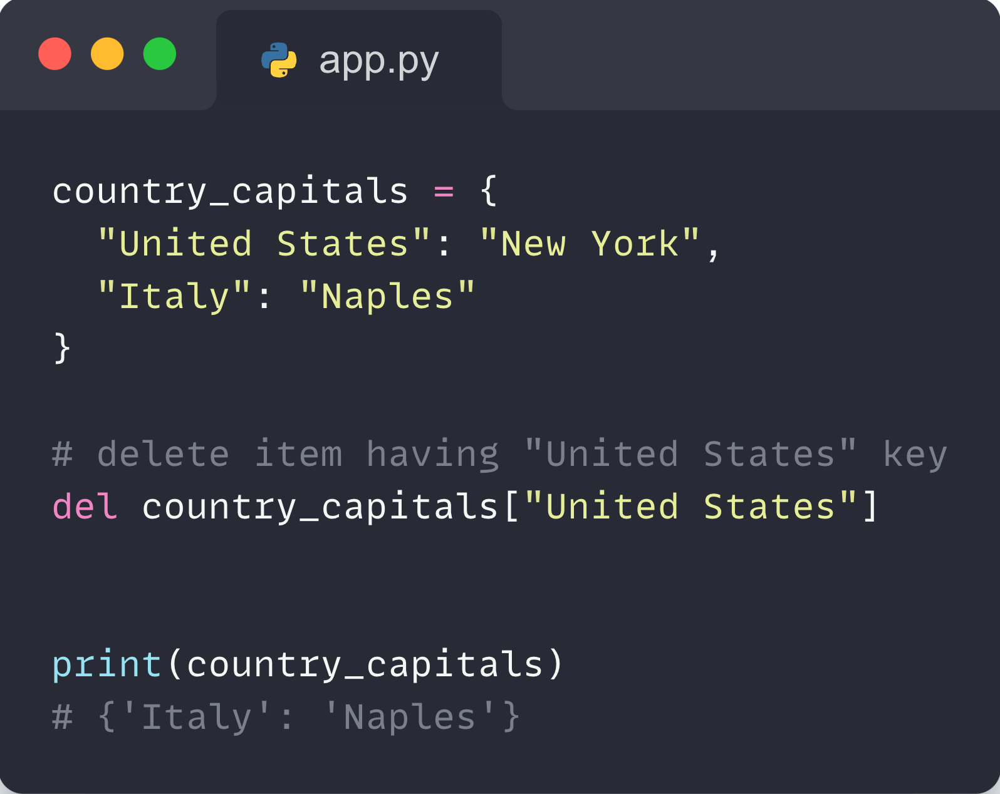 app.py
country_capitals = {
  "United States": "New York",
  "Italy": "Naples"
}
# delete item having "United States" key
del country_capitals["United States"]
print(country_capitals)
# {'Italy': 'Naples'}